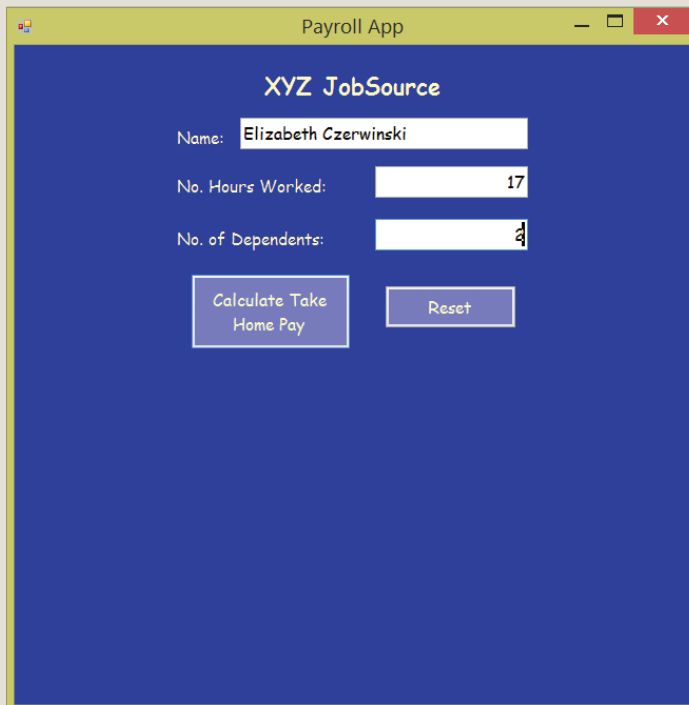 Payroll App
XYZ JobSource
Name: Elizabeth Czerwinski
No. Hours Worked: 17
No. of Dependents: 2
Calculate Take
Home Pay
Reset